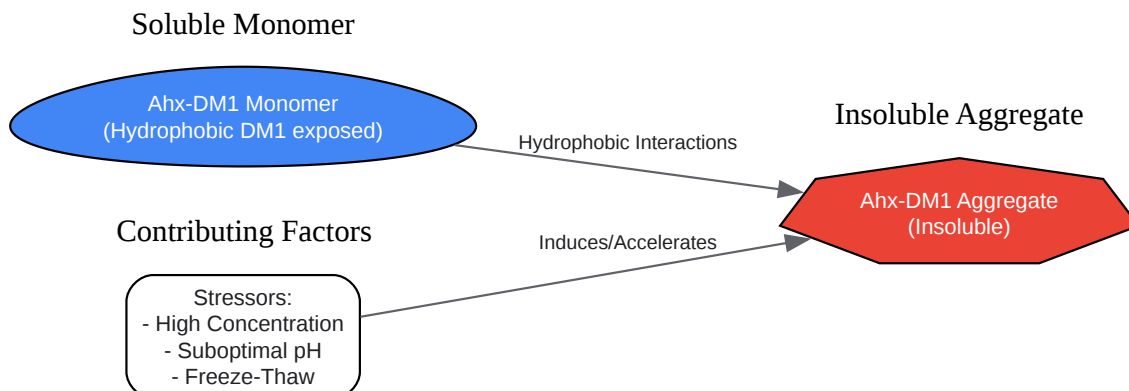 Soluble Monomer
Ahx-DM1 Monomer
(Hydrophobic DM1 exposed)
Hydrophobic Interactions
Insoluble Aggregate
Ahx-DM1 Aggregate
(Insoluble)
Contributing Factors
Induces/Accelerates
Stressors:
- High Concentration
- Suboptimal pH
- Freeze-Thaw